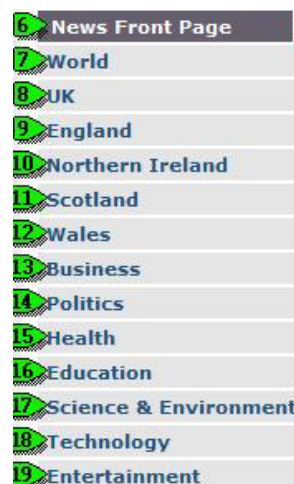 6 News Front Page
7 World
8 UK
9 England
10 Northern Ireland
11 Scotland
12 Wales
13 Business
14 Politics
15 Health
16 Education
17 Science & Environment
18 Technology
19 Entertainment